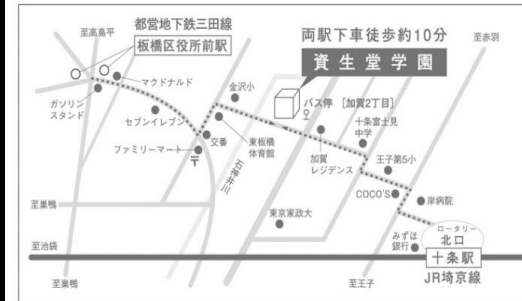 至高島平
都営地下鉄三田線
板橋区役所前駅
両駅下車徒歩約10分
資生堂学園
至赤羽
マクドナルド
金沢小
バス停 [加賀2丁目]
ガソリン
スタンド
セブンイレブン
十条富士見
中学
交番
東板橋
体育館
ファミリーマート
〒
加賀
レジデンス
王子第5小
石神井川
COCO'S
岸病院
至巣鴨
東京家政大
ロータリー
北口
みずほ
銀行
至池袋
十条駅
JR埼京線
至巣鴨
至王子